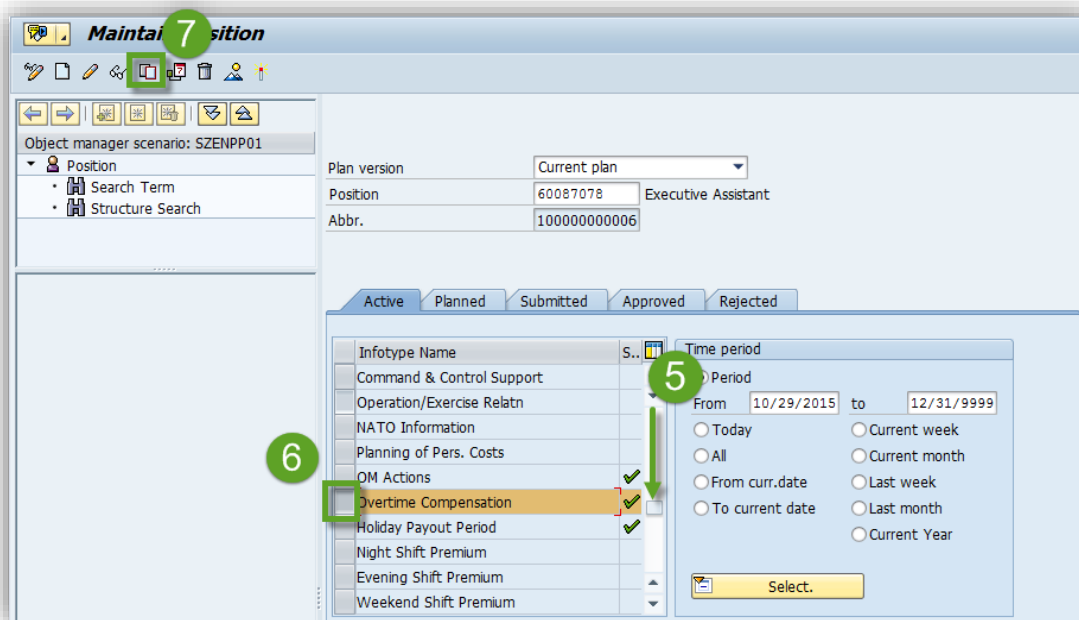 Maintai sition
7
Object manager scenario: SZENPP01
Position
Search Term
Structure Search
Plan version Current plan
Position 60087078 Executive Assistant
Abbr. 100000000006
Active Planned Submitted Approved Rejected
Infotype Name S..
Command & Control Support
Operation/Exercise Relatn
NATO Information
Planning of Pers. Costs
OM Actions
Overtime Compensation
Holiday Payout Period
Night Shift Premium
Evening Shift Premium
Weekend Shift Premium
5
6
Time period
Period
From 10/29/2015 to 12/31/9999
Today Current week
All Current month
From curr.date Last week
To current date Last month
Current Year
Select.